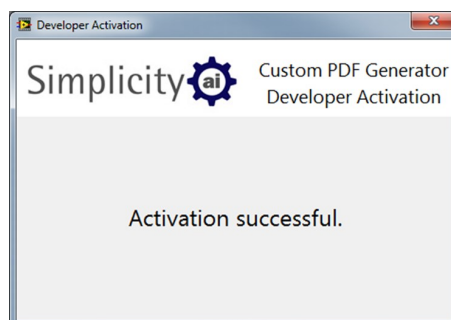 Developer Activation
Simplicity ai
Custom PDF Generator
Developer Activation
Activation successful.